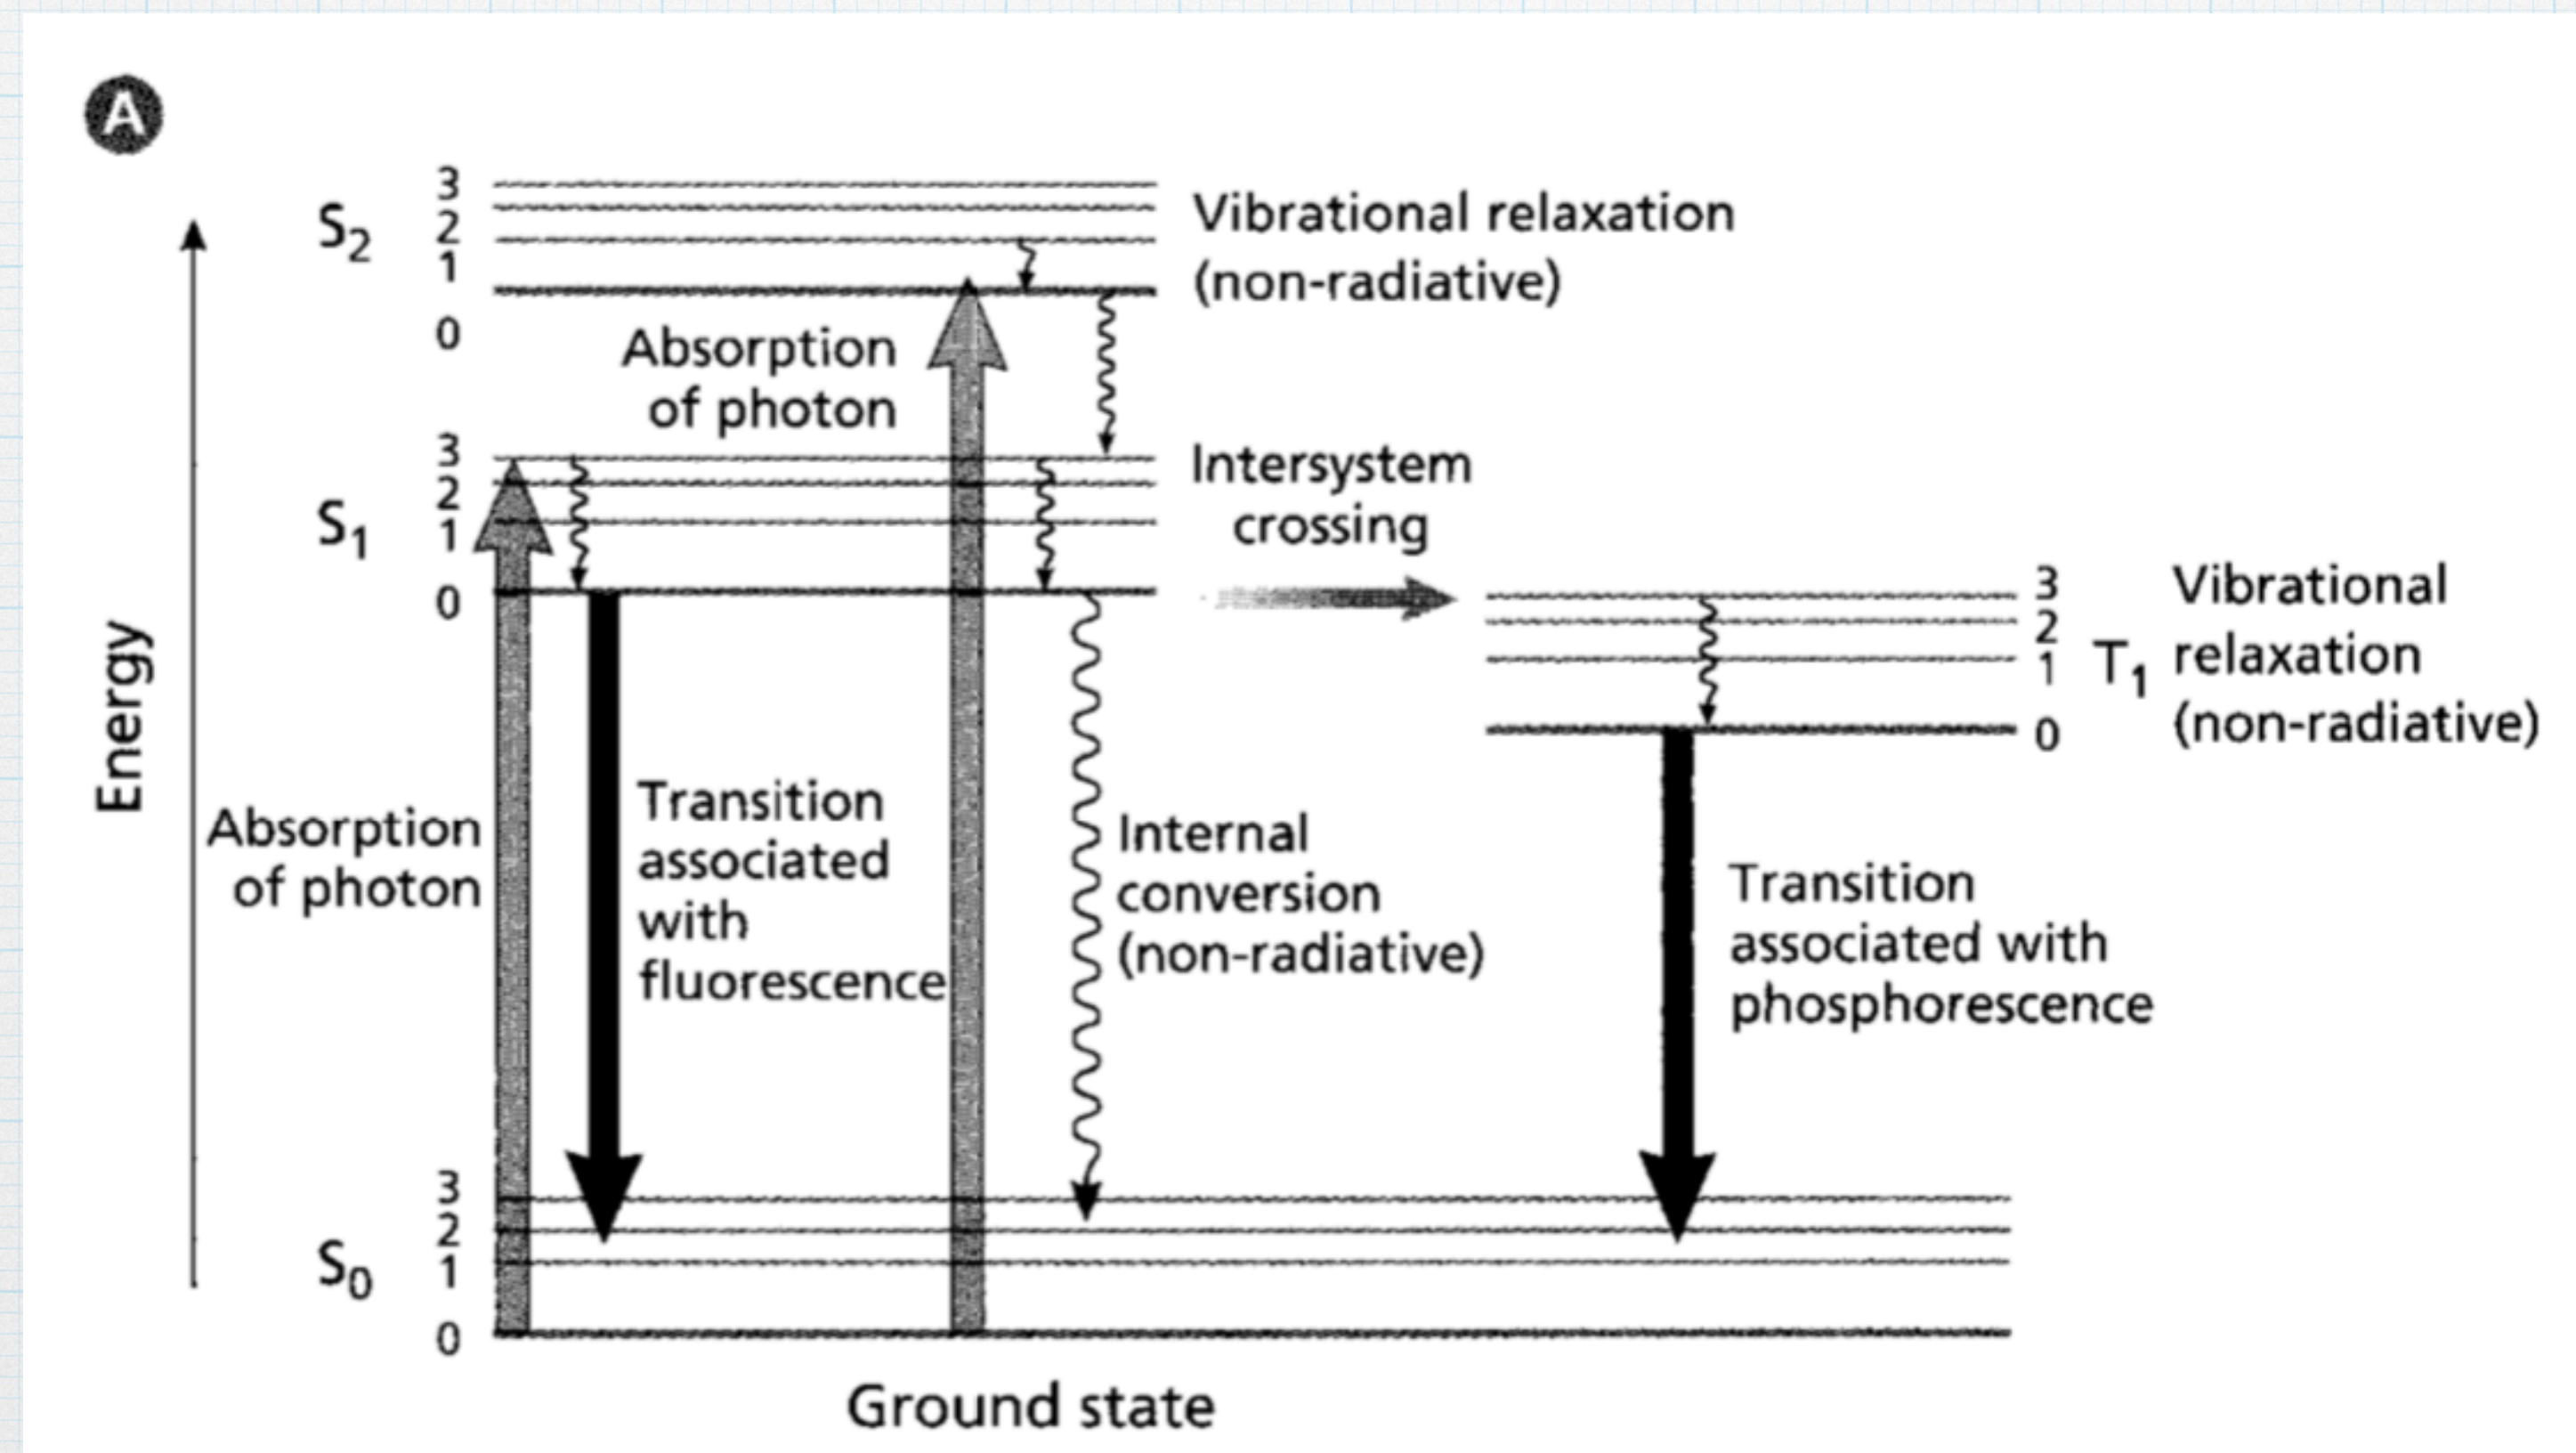 A
3
S2
2
1
0
Vibrational relaxation
(non-radiative)
Absorption
of photon
3
2
S1
1
0
Intersystem
crossing
3
2
1
T1
0
Vibrational
relaxation
(non-radiative)
Energy
Absorption
of photon
Transition
associated
with
fluorescence
Internal
conversion
(non-radiative)
Transition
associated with
phosphorescence
3
2
S0
1
0
Ground state